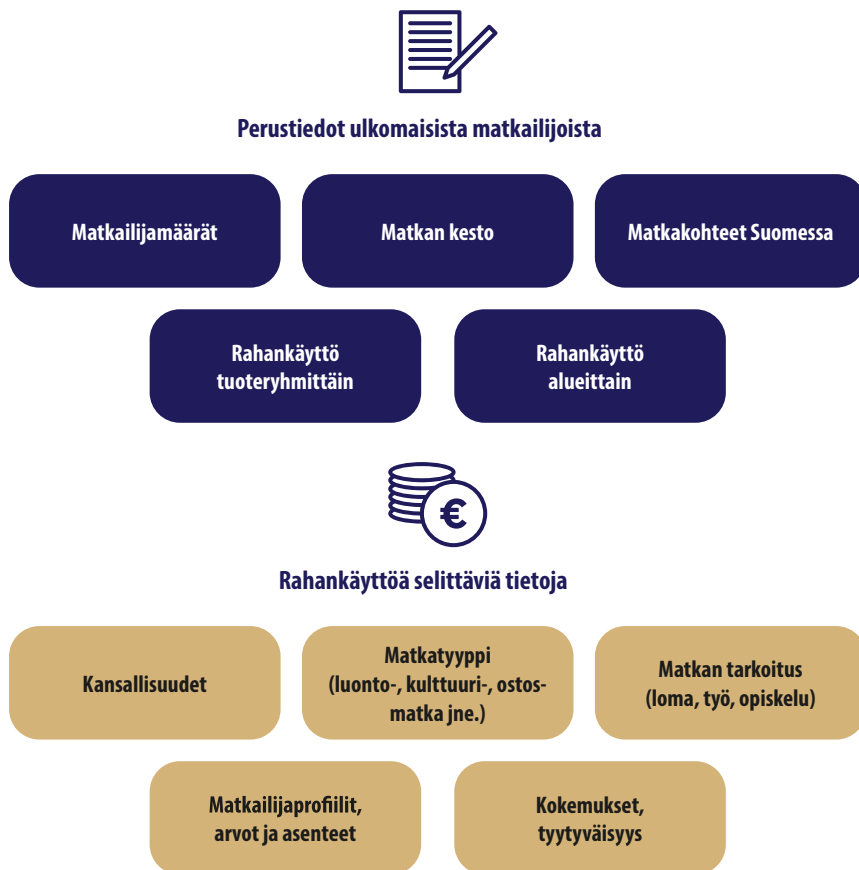 Perustiedot ulkomaisista matkailijoista
Matkailijamäärät
Matkan kesto
Matkakohteet Suomessa
Rahankäyttö
tuoteryhmittäin
Rahankäyttö
alueittain
€
Rahankäyttöä selittäviä tietoja
Kansallisuudet
Matkatyyppi
(luonto-, kulttuuri-, ostos-
matka jne.)
Matkan tarkoitus
(loma, työ, opiskelu)
Matkailijaprofiilit,
arvot ja asenteet
Kokemukset,
tyytyväisyys